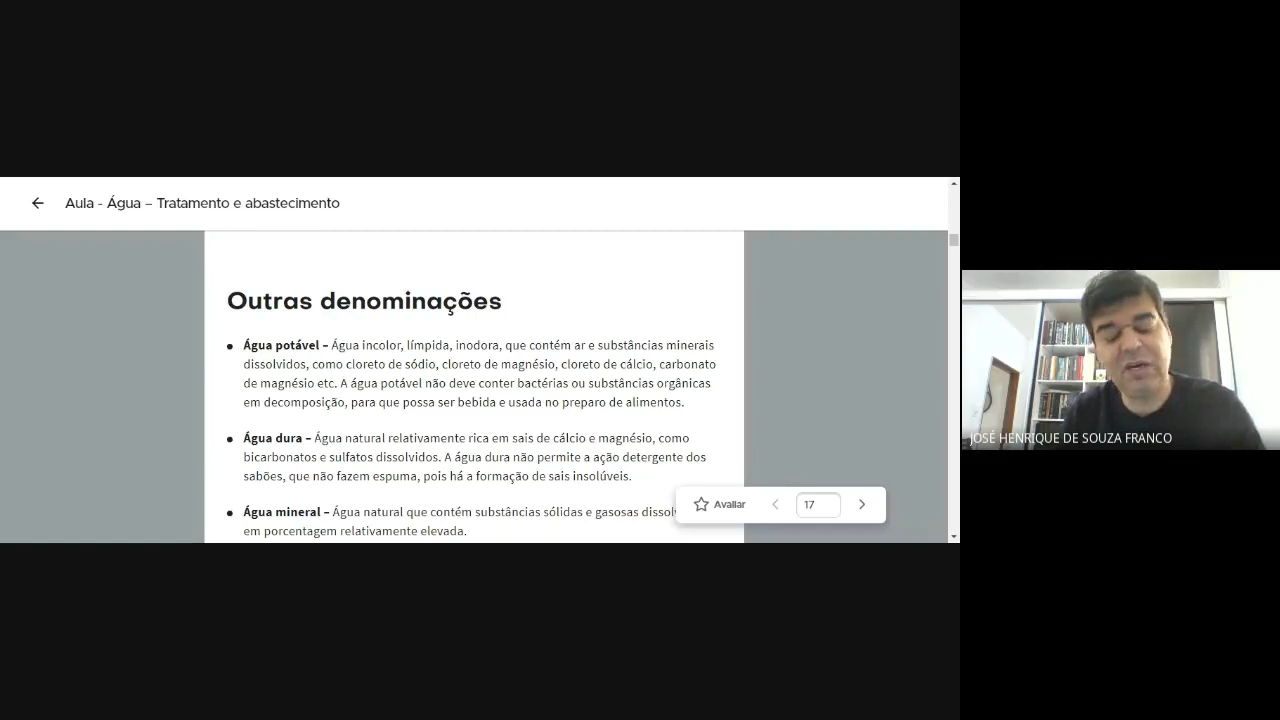 Aula - Água – Tratamento e abastecimento
Outras denominações
Água potável – Água incolor, límpida, inodora, que contém ar e substâncias minerais
dissolvidos, como cloreto de sódio, cloreto de magnésio, cloreto de cálcio, carbonato
de magnésio etc. A água potável não deve conter bactérias ou substâncias orgânicas
em decomposição, para que possa ser bebida e usada no preparo de alimentos.
Água dura – Água natural relativamente rica em sais de cálcio e magnésio, como
bicarbonatos e sulfatos dissolvidos. A água dura não permite a ação detergente dos
sabões, que não fazem espuma, pois há a formação de sais insolúveis.
Água mineral – Água natural que contém substâncias sólidas e gasosas
em porcentagem relativamente elevada.
Avaliar
17
JOSÉ HENRIQUE DE SOUZA FRANCO